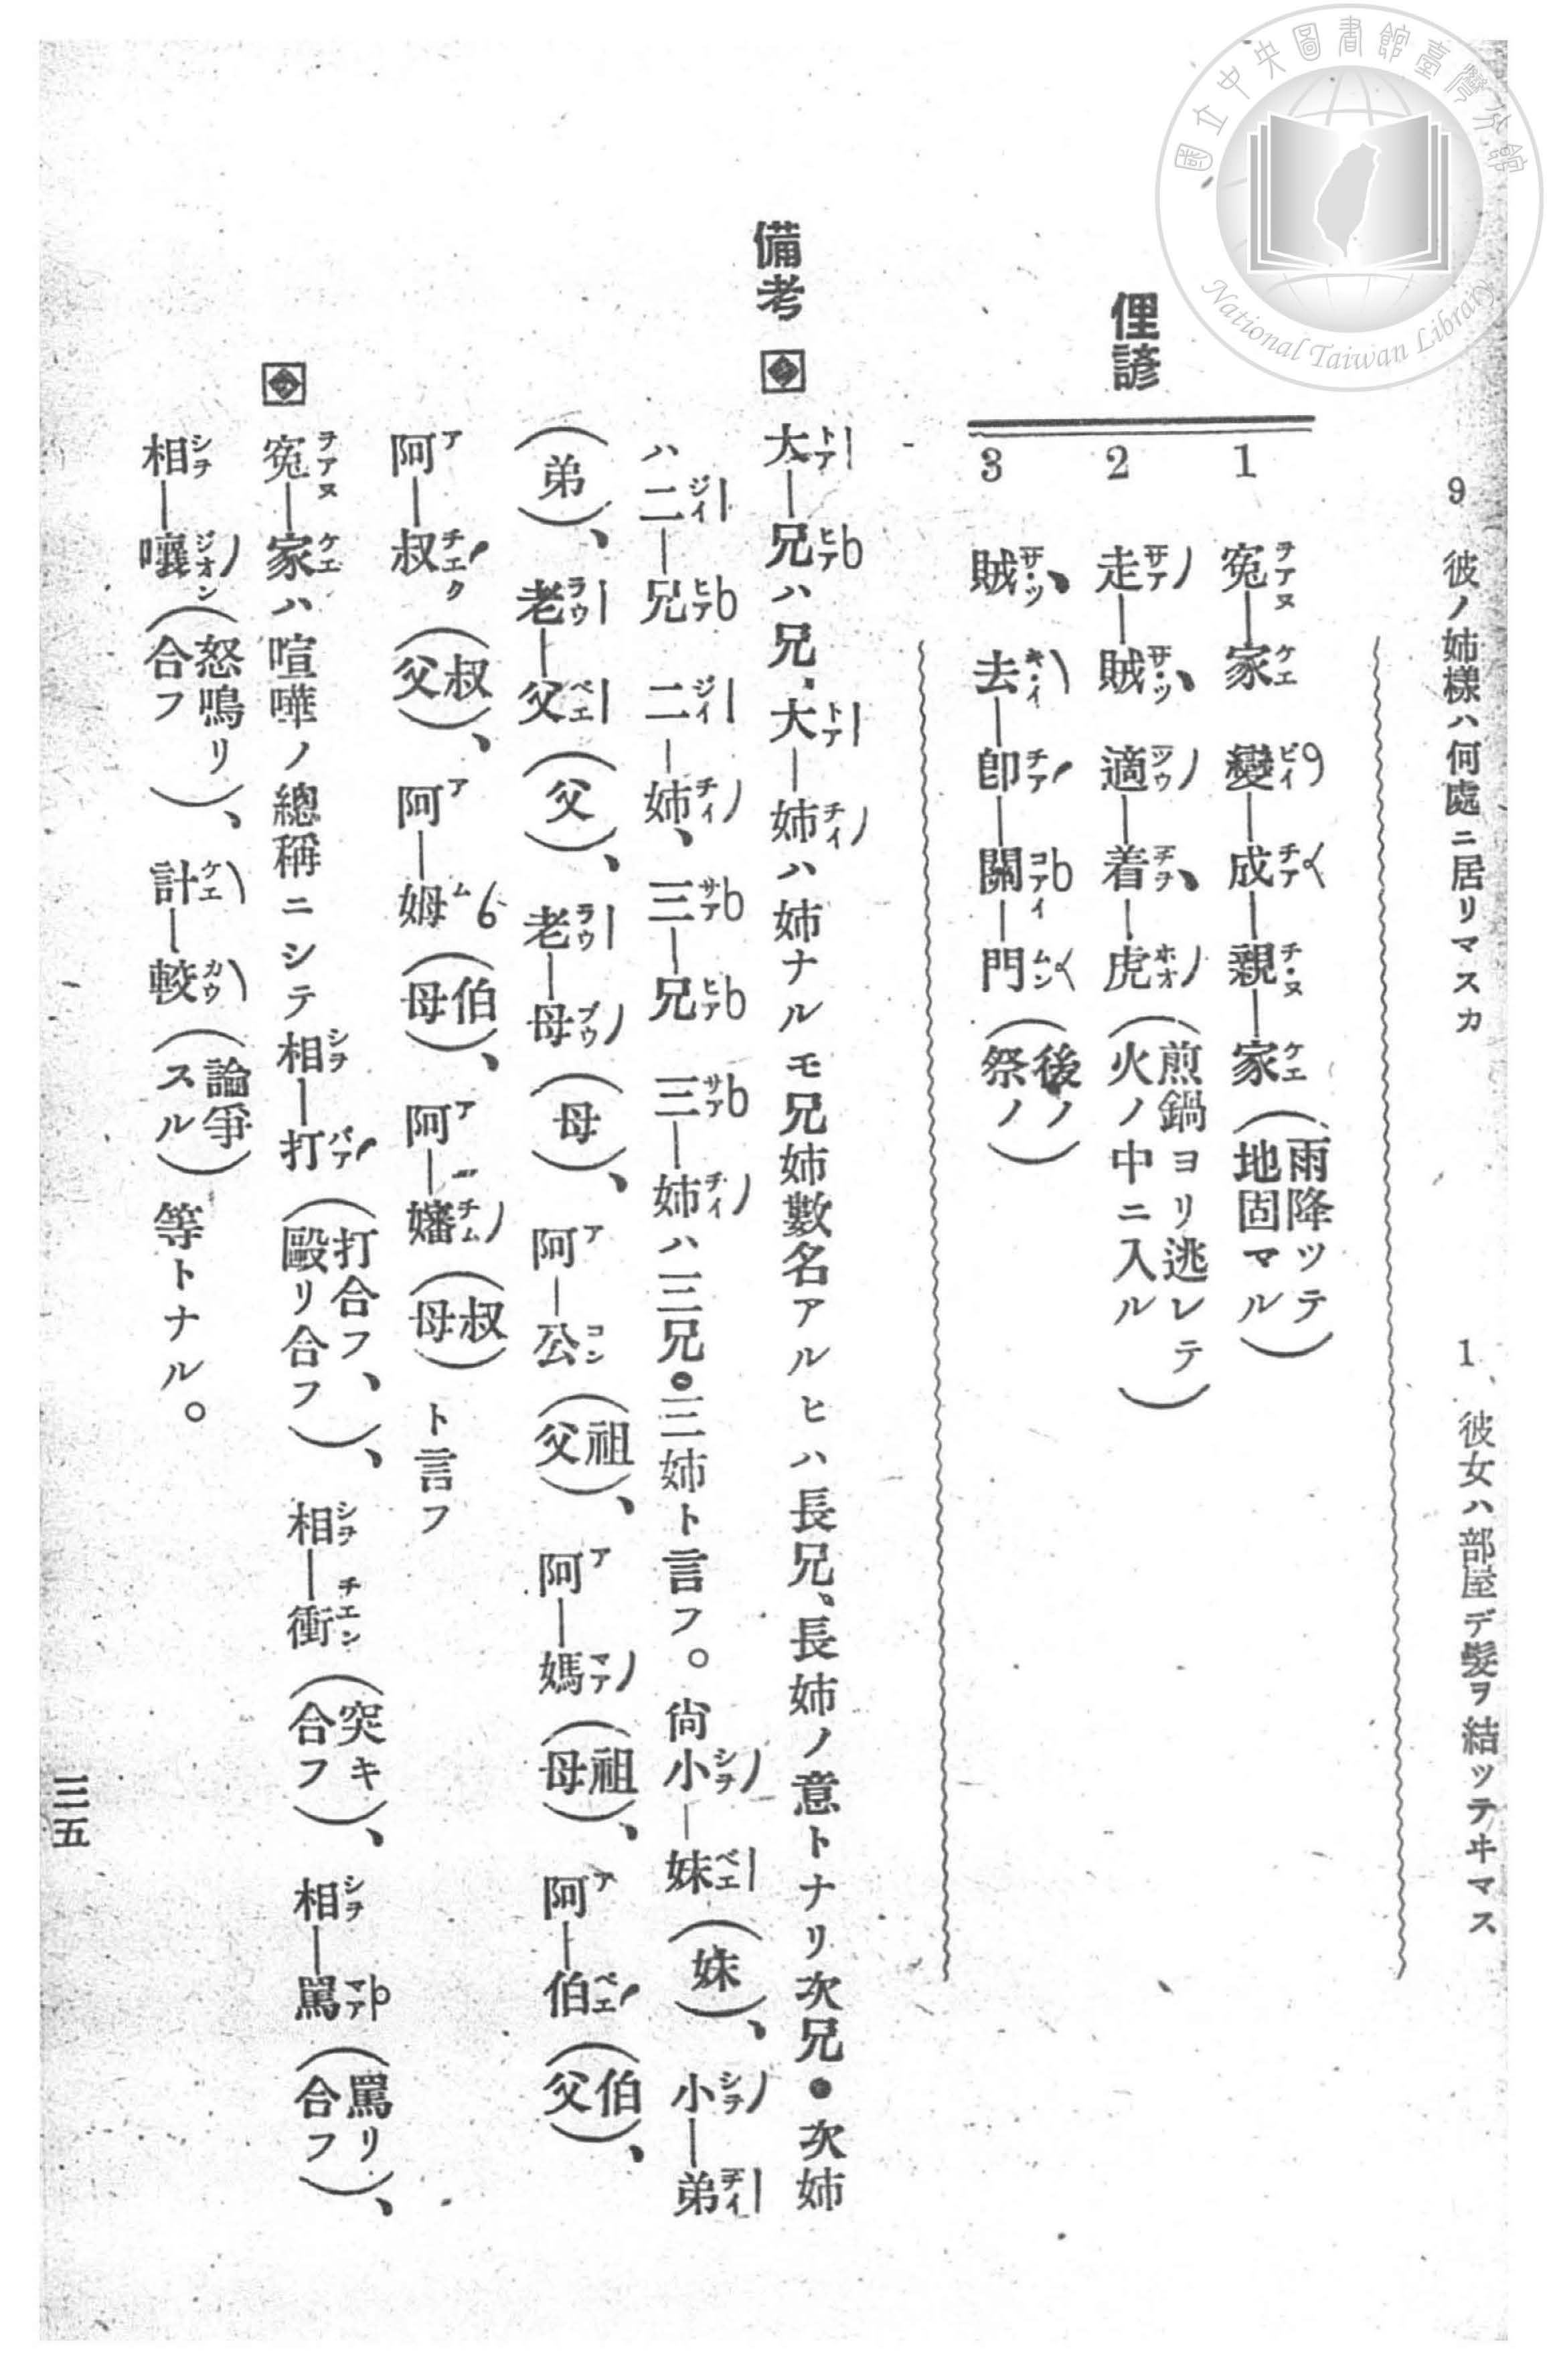 國立中央圖書館臺灣分館
National Taiwan Library
9 彼ノ姉樣ハ何處ニ居リマスカ 1、彼女ハ部屋デ髮ヲ結ッテヰマス
俚諺
1 寃―家 變―成―親―家(雨降ッテ地固マル)
2 走―賊 適―着―虎(煎鍋ヨリ逃レテ火ノ中ニ入ル)
3 賊 去―卽―關―門(後ノ祭ノ)
備考 大―兄ハ兄、大―姉ハ姉ナルモ兄姉數名アルヒハ長兄、長姉ノ意トナリ次兄・次姉
ハ二―兄 二―姉、三―兄 三―姉ハ三兄。三姉ト言フ。尙小―妹(妹)、小―弟
(弟)、老―父(父)、老―母(母)、阿―公(祖父)、阿―媽(祖母)、阿―伯(伯父)、
阿―叔(叔父)、阿―姆(伯母)、阿―嬸(叔母)ト言フ
寃―家ハ喧嘩ノ總稱ニシテ相―打(打合フ、毆リ合フ)、相―衝(突キ合フ)、相―罵(罵リ合フ)、
相―嚷(怒鳴リ合フ)、計―較(論爭スル)等トナル。
三五